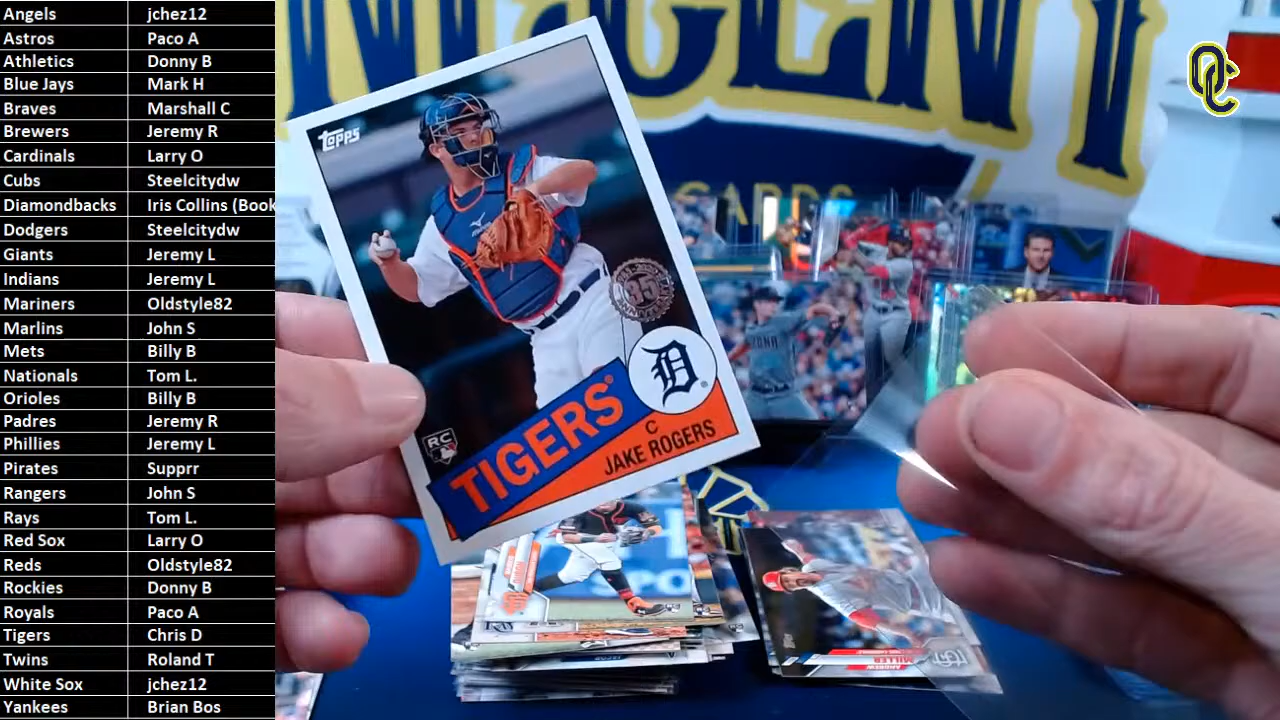 Angels jchez12
Astros Paco A
Athletics Donny B
Blue Jays Mark H
Braves Marshall C
Brewers Jeremy R
Cardinals Larry O
Cubs Steelcitydw
Diamondbacks Iris Collins (Book
Dodgers Steelcitydw
Giants Jeremy L
Indians Jeremy L
Mariners Oldstyle82
Marlins John S
Mets Billy B
Nationals Tom L.
Orioles Billy B
Padres Jeremy R
Phillies Jeremy L
Pirates Supprr
Rangers John S
Rays Tom L.
Red Sox Larry O
Reds Oldstyle82
Rockies Donny B
Royals Paco A
Tigers Chris D
Twins Roland T
White Sox jchez12
Yankees Brian Bos
CARDS
OC
Topps
35
D
RC
TIGERS
C
JAKE ROGERS
ANDREW
MILLER